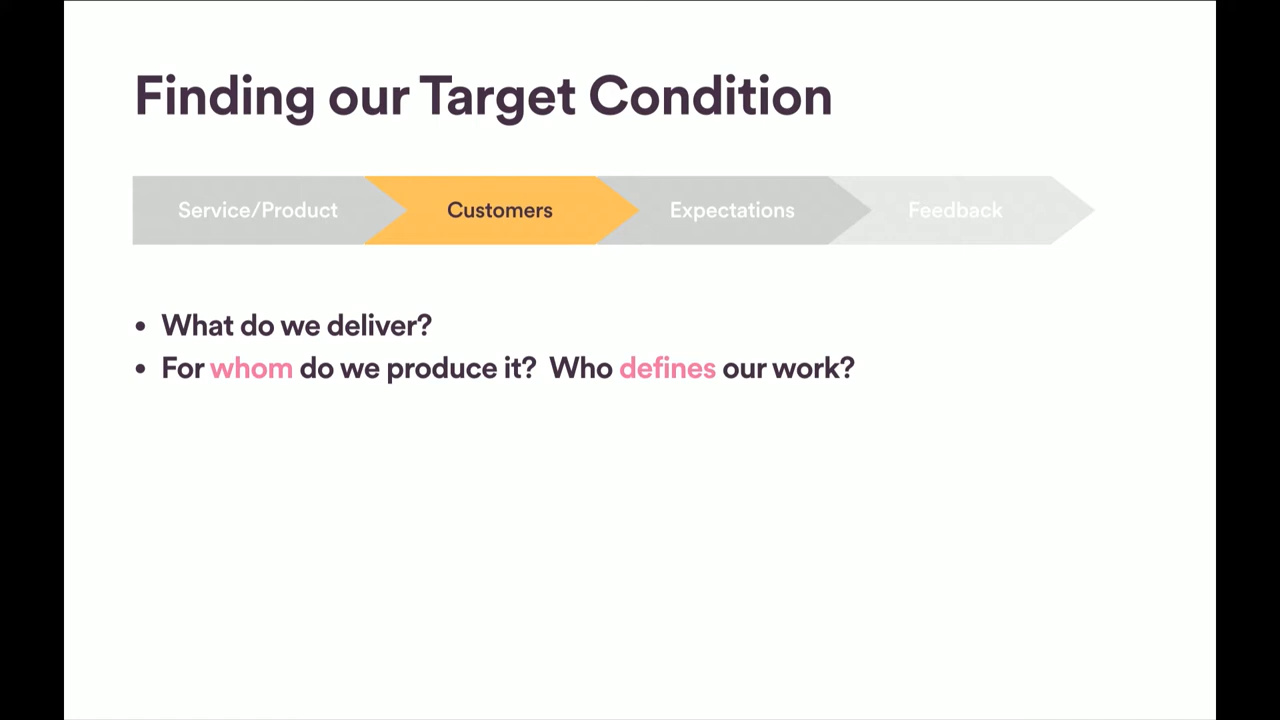 Finding our Target Condition
Service/Product Customers Expectations Feedback
• What do we deliver?
• For whom do we produce it? Who defines our work?